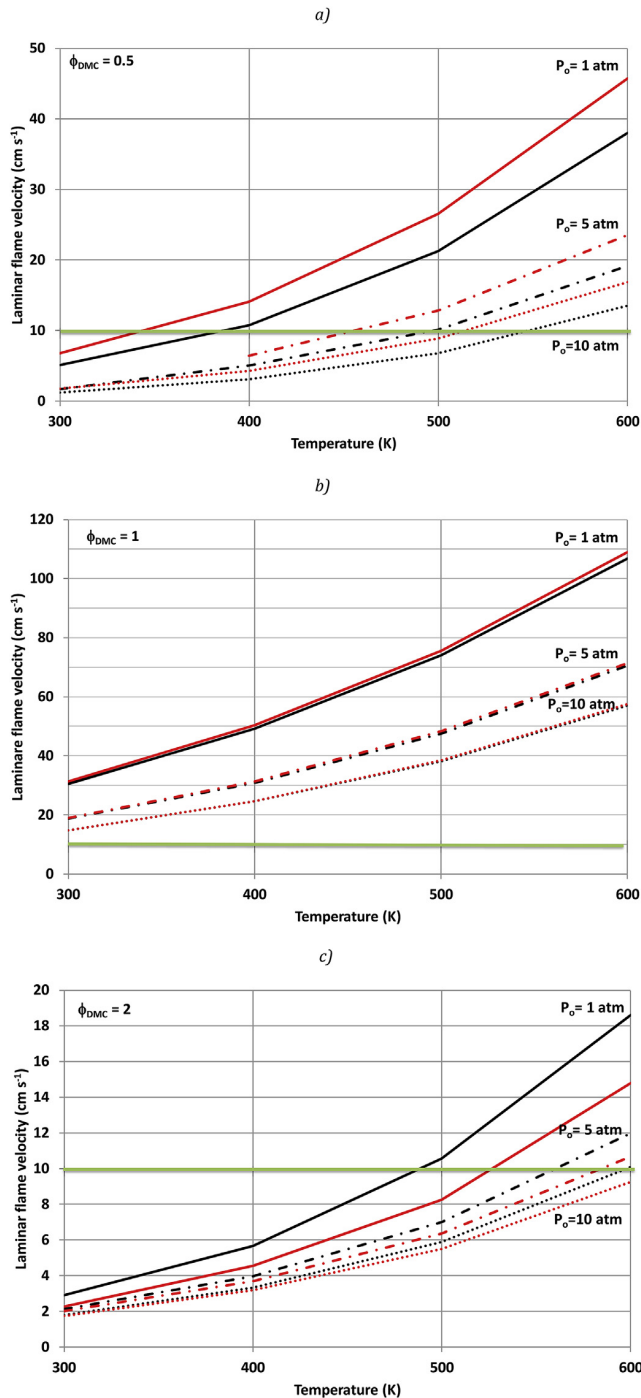 a)
50
ϕDMC = 0.5
Po= 1 atm
40
30
Po= 5 atm
20
10
Po=10 atm
0
300 400 500 600
Temperature (K)
Laminar flame velocity (cm s-1)
b)
120
ϕDMC = 1
Po= 1 atm
100
80
Po= 5 atm
60
Po=10 atm
40
20
0
300 400 500 600
Temperature (K)
Laminare flame velocity (cm s-1)
c)
20
ϕDMC = 2
Po= 1 atm
18
16
14
12
Po= 5 atm
10
8
Po=10 atm
6
4
2
0
300 400 500 600
Temperature (K)
Laminar flame velocity (cm s-1)